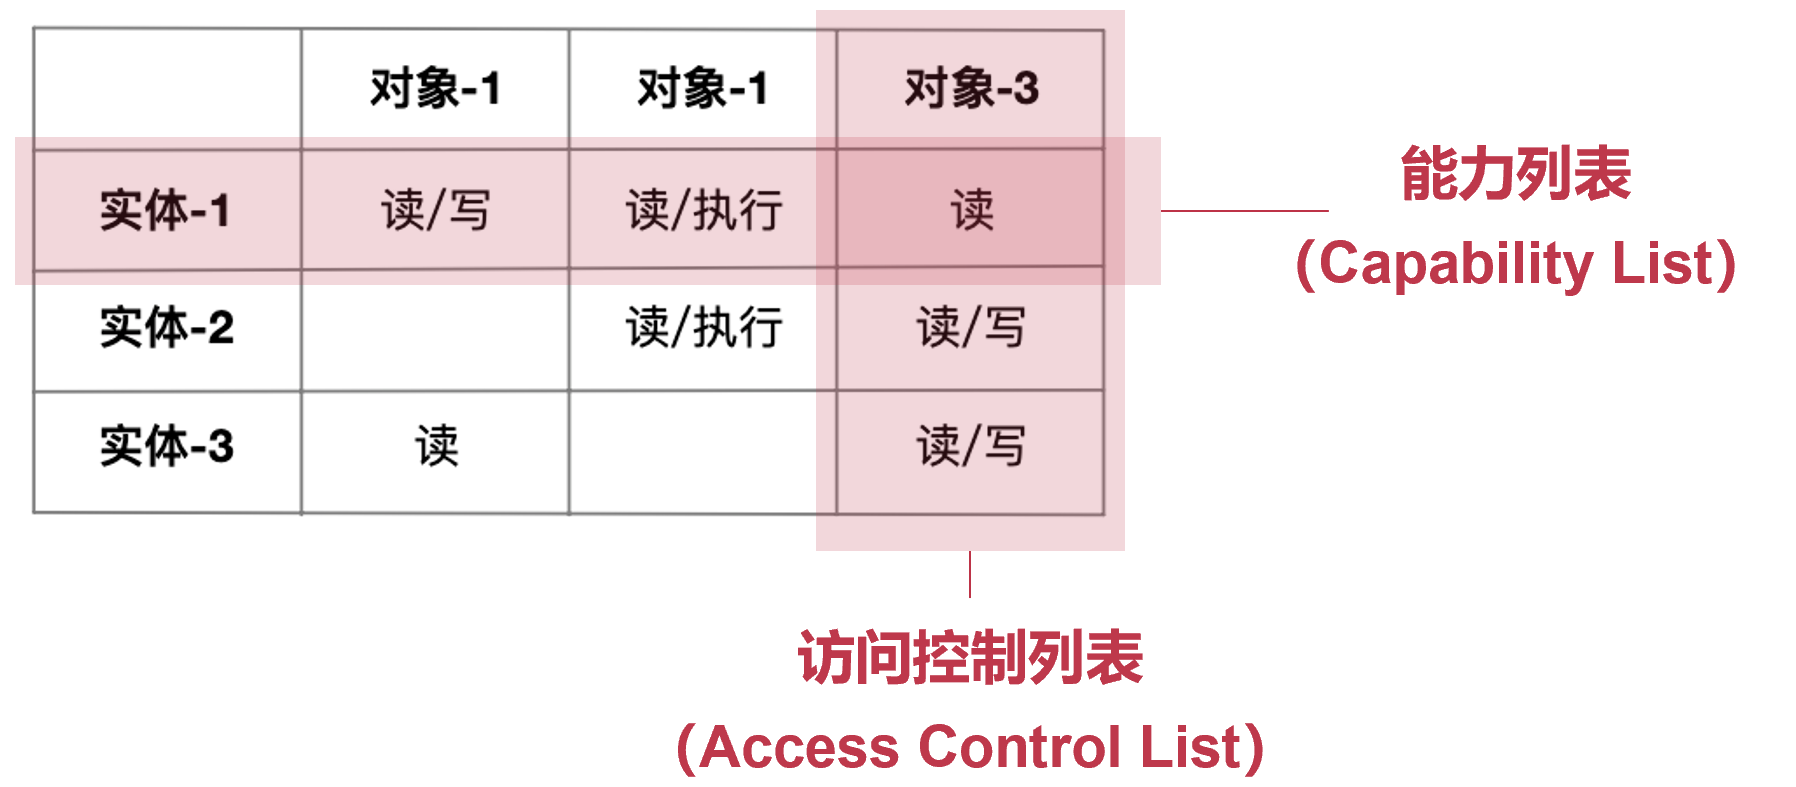 对象-1 对象-1 对象-3
实体-1 读/写 读/执行 读
实体-2 读/执行 读/写
实体-3 读 读/写
能力列表
（Capability List）
访问控制列表
（Access Control List）